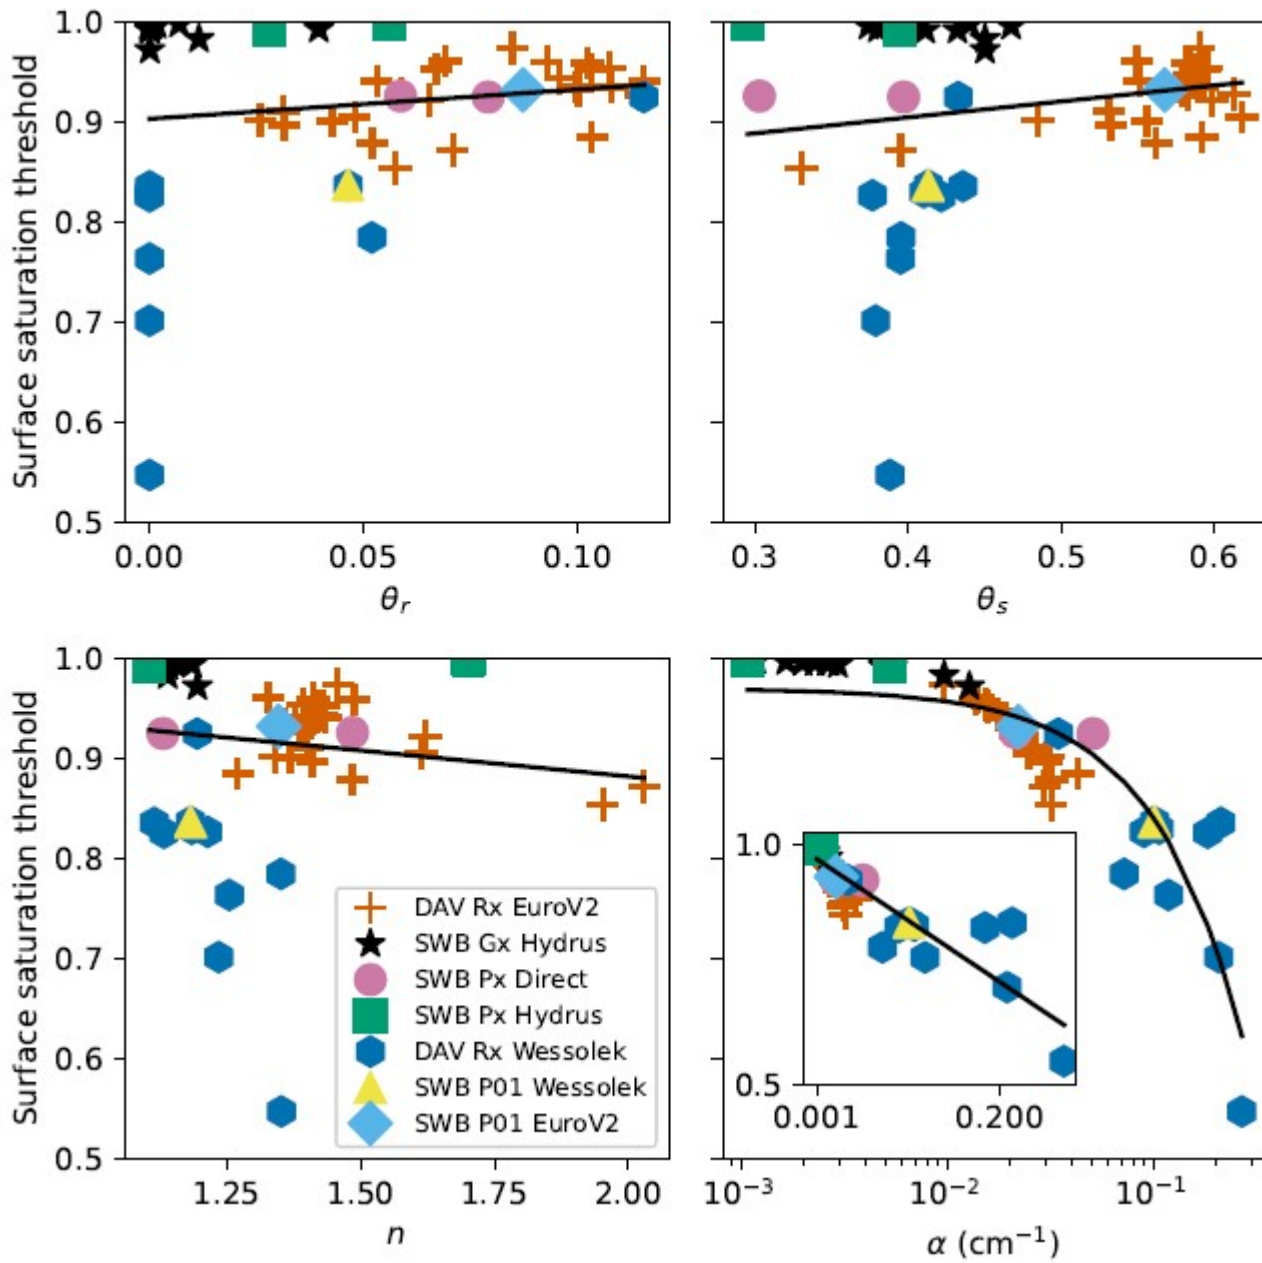 Surface saturation threshold
1.0
0.9
0.8
0.7
0.6
0.5
0.00 0.05 0.10
θr
0.3 0.4 0.5 0.6
θs
Surface saturation threshold
1.0
0.9
0.8
0.7
0.6
0.5
DAV Rx EuroV2
SWB Gx Hydrus
SWB Px Direct
SWB Px Hydrus
DAV Rx Wessolek
SWB P01 Wessolek
SWB P01 EuroV2
1.25 1.50 1.75 2.00
n
1.0
0.5
0.001 0.200
10⁻³ 10⁻² 10⁻¹
α (cm⁻¹)